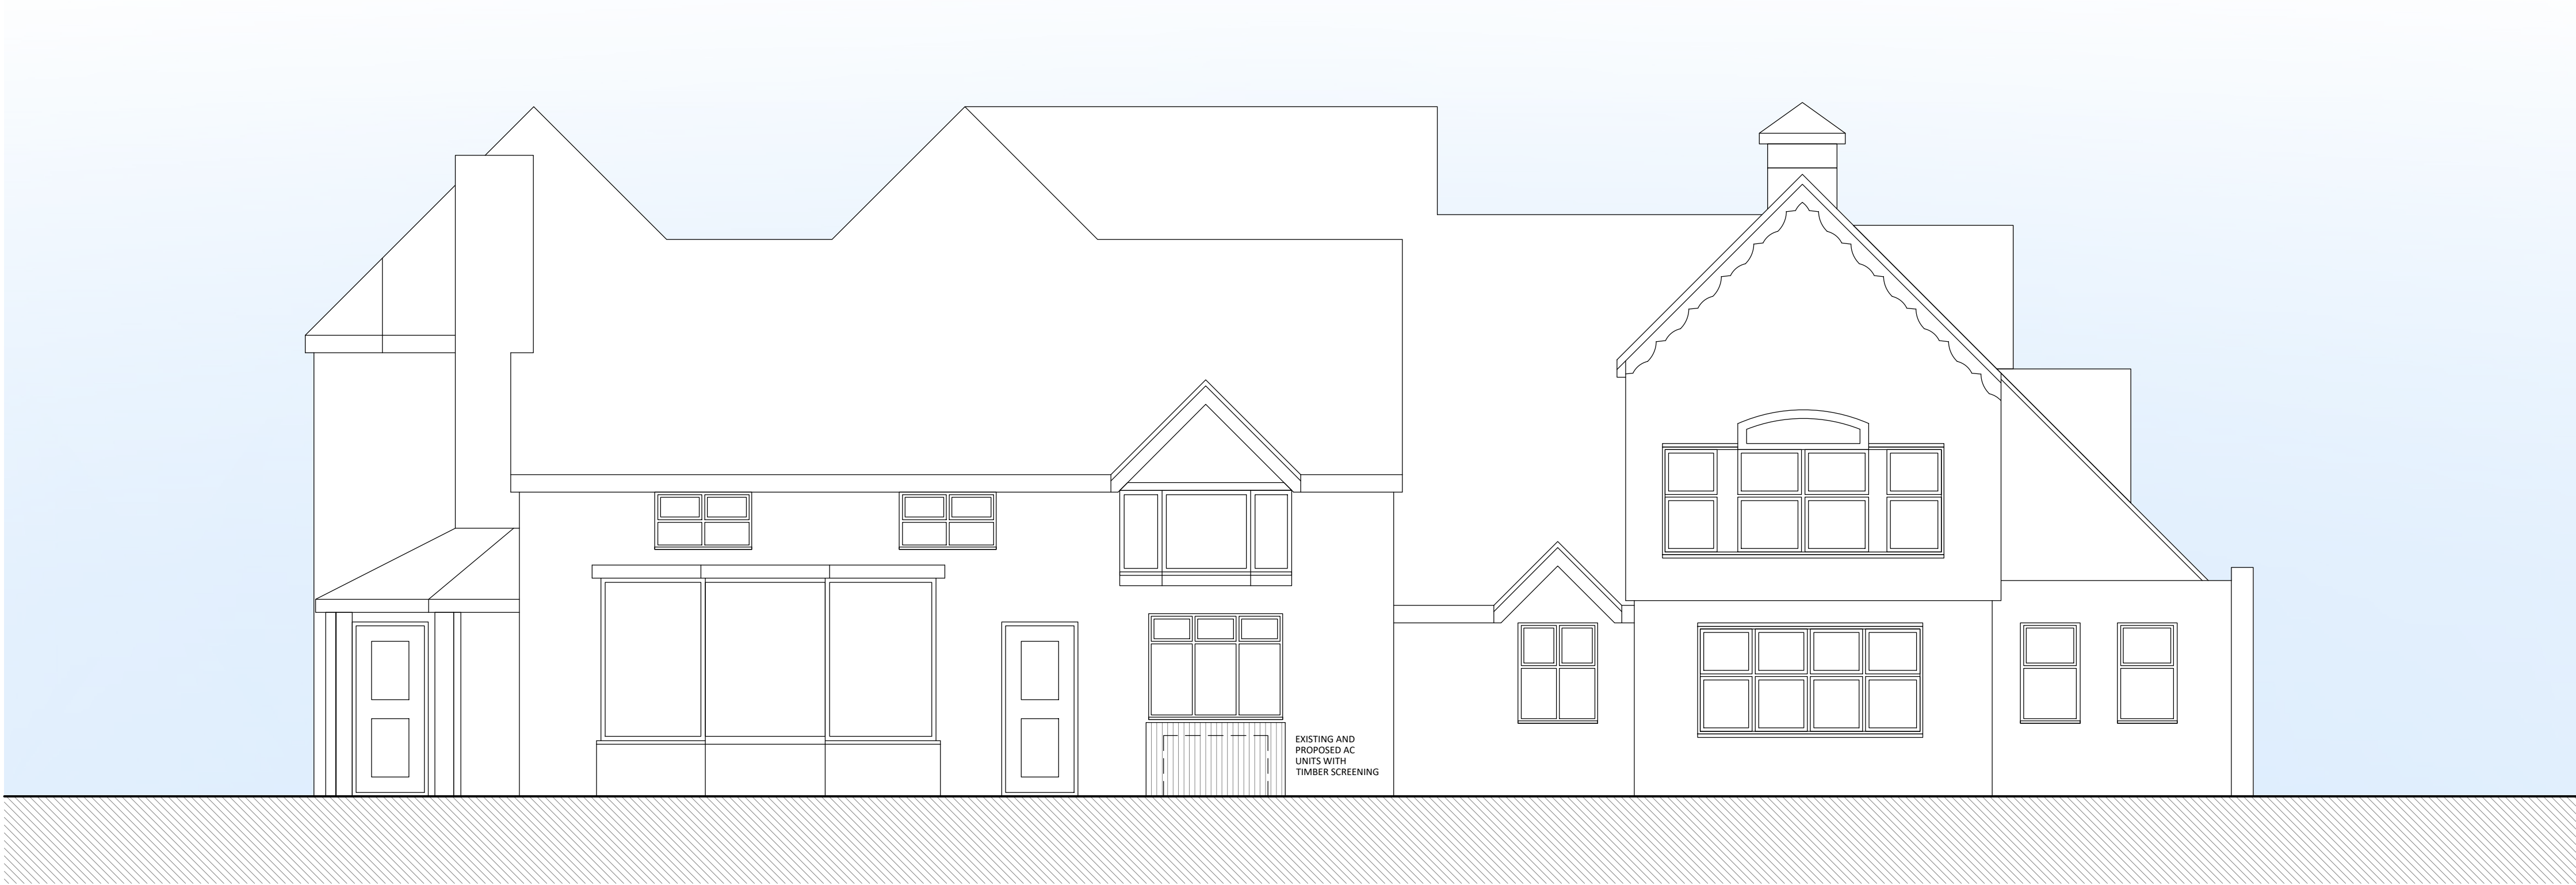 EXISTING AND
PROPOSED AC
UNITS WITH
TIMBER SCREENING